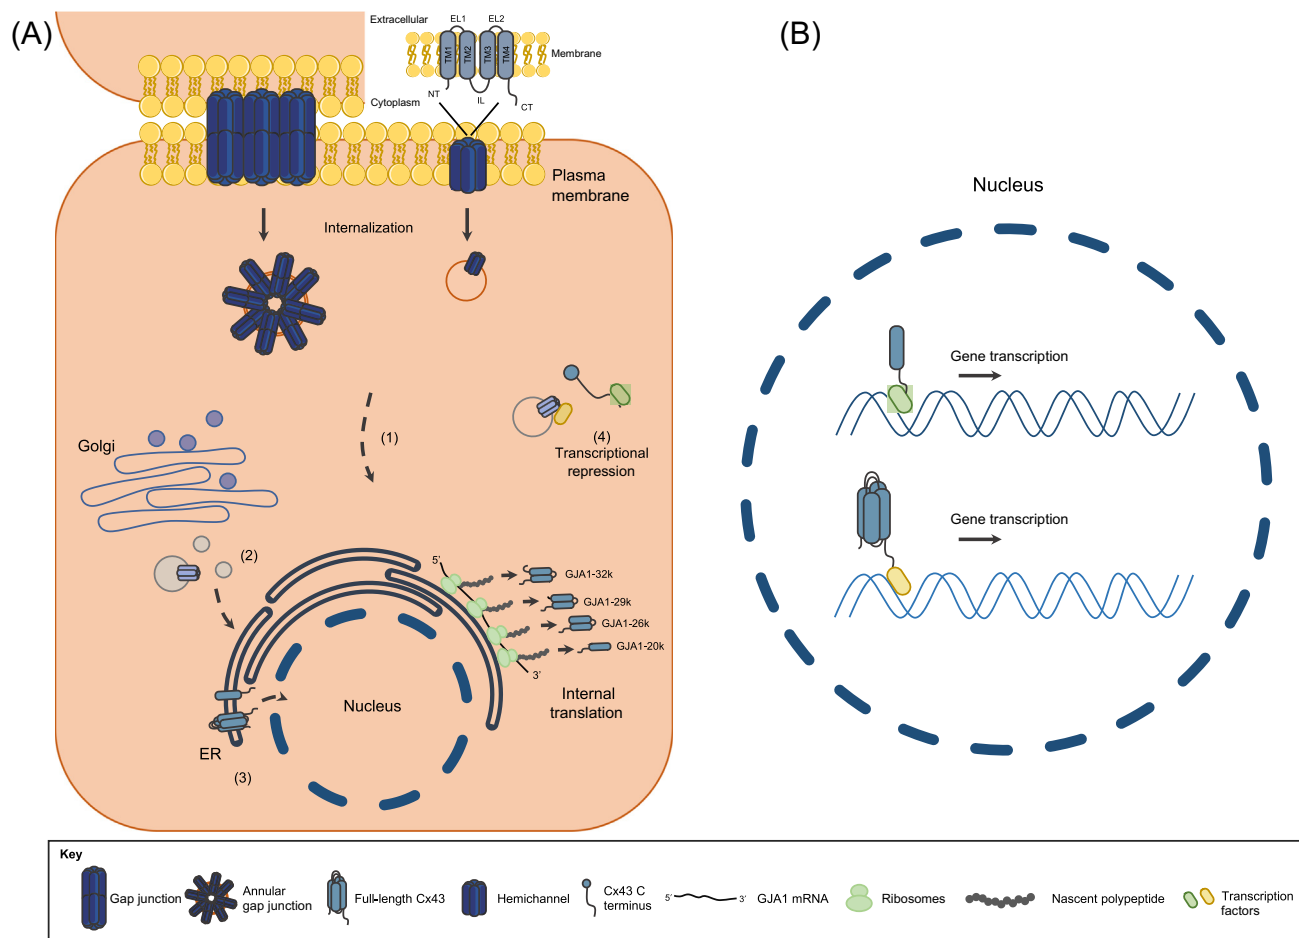 (A)
Extracellular
EL1
EL2
TM1
TM2
TM3
TM4
Membrane
Cytoplasm
NT
IL
CT
Plasma
membrane
Internalization
(1)
(4)
Transcriptional
repression
Golgi
(2)
5'
GJA1-32k
GJA1-29k
GJA1-26k
GJA1-20k
3'
Internal
translation
Nucleus
ER
(3)
(B)
Nucleus
Gene transcription
Gene transcription
Key
Gap junction
Annular
gap junction
Full-length Cx43
Hemichannel
Cx43 C
terminus
5'
3'
GJA1 mRNA
Ribosomes
Nascent polypeptide
Transcription
factors